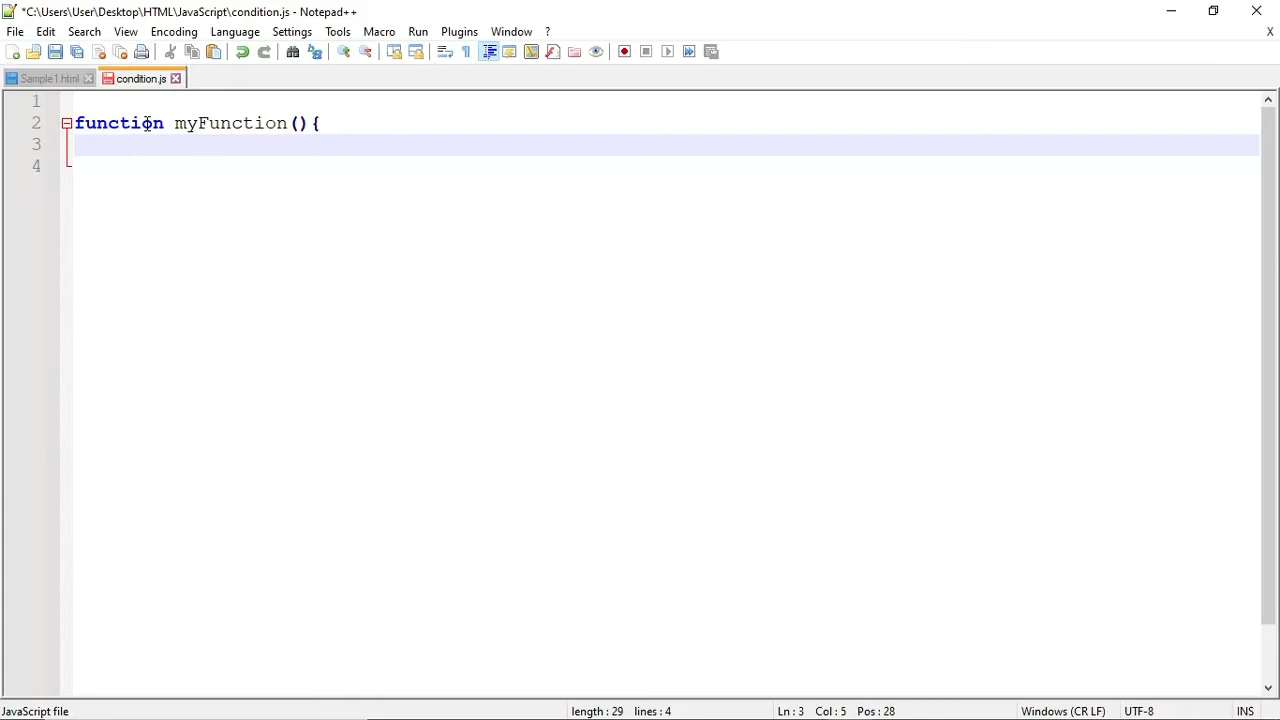 *C:\Users\User\Desktop\HTML\JavaScript\condition.js - Notepad++
File Edit Search View Encoding Language Settings Tools Macro Run Plugins Window ? X
Sample1.html condition.js
1
2 function myFunction(){
3
4
JavaScript file length : 29 lines : 4 Ln : 3 Col : 5 Pos : 28 Windows (CR LF) UTF-8 INS